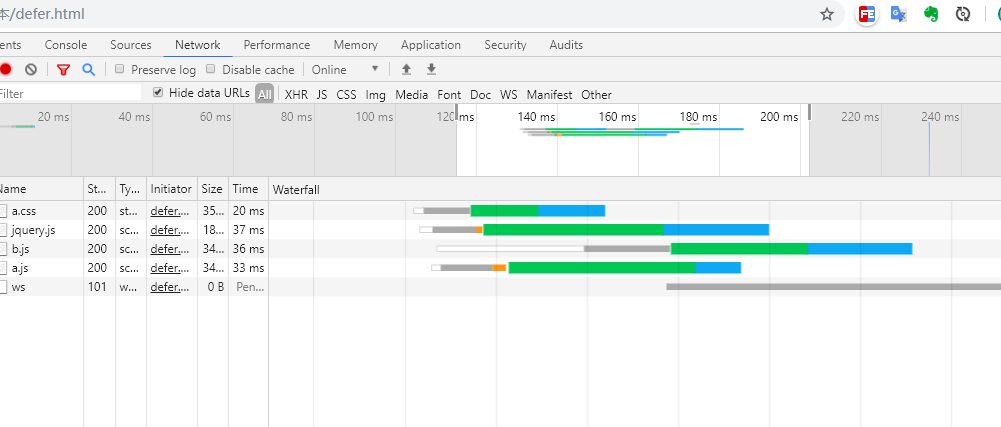 本/defer.html
FE
ents Console Sources Network Performance Memory Application Security Audits
Preserve log Disable cache Online
Filter Hide data URLs All XHR JS CSS Img Media Font Doc WS Manifest Other
20 ms 40 ms 60 ms 80 ms 100 ms 120 ms 140 ms 160 ms 180 ms 200 ms 220 ms 240 ms
Name St... Ty... Initiator Size Time Waterfall
a.css 200 st... defer.... 35... 20 ms
jquery.js 200 sc... defer.... 18... 37 ms
b.js 200 sc... defer.... 34... 36 ms
a.js 200 sc... defer.... 34... 33 ms
ws 101 w... defer.... 0 B Pen...